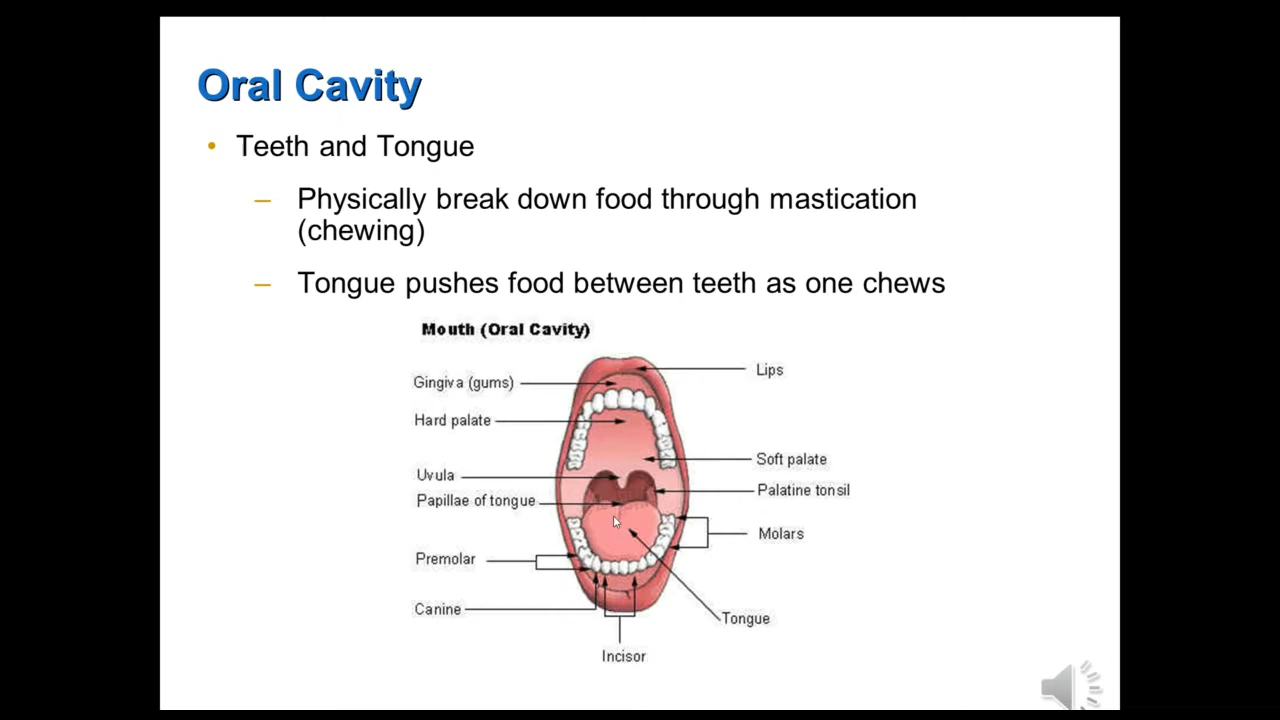 Oral Cavity
• Teeth and Tongue
– Physically break down food through mastication
(chewing)
– Tongue pushes food between teeth as one chews
Mouth (Oral Cavity)
Lips
Gingiva (gums)
Hard palate
Soft palate
Uvula
Palatine tonsil
Papillae of tongue
Molars
Premolar
Canine
Tongue
Incisor